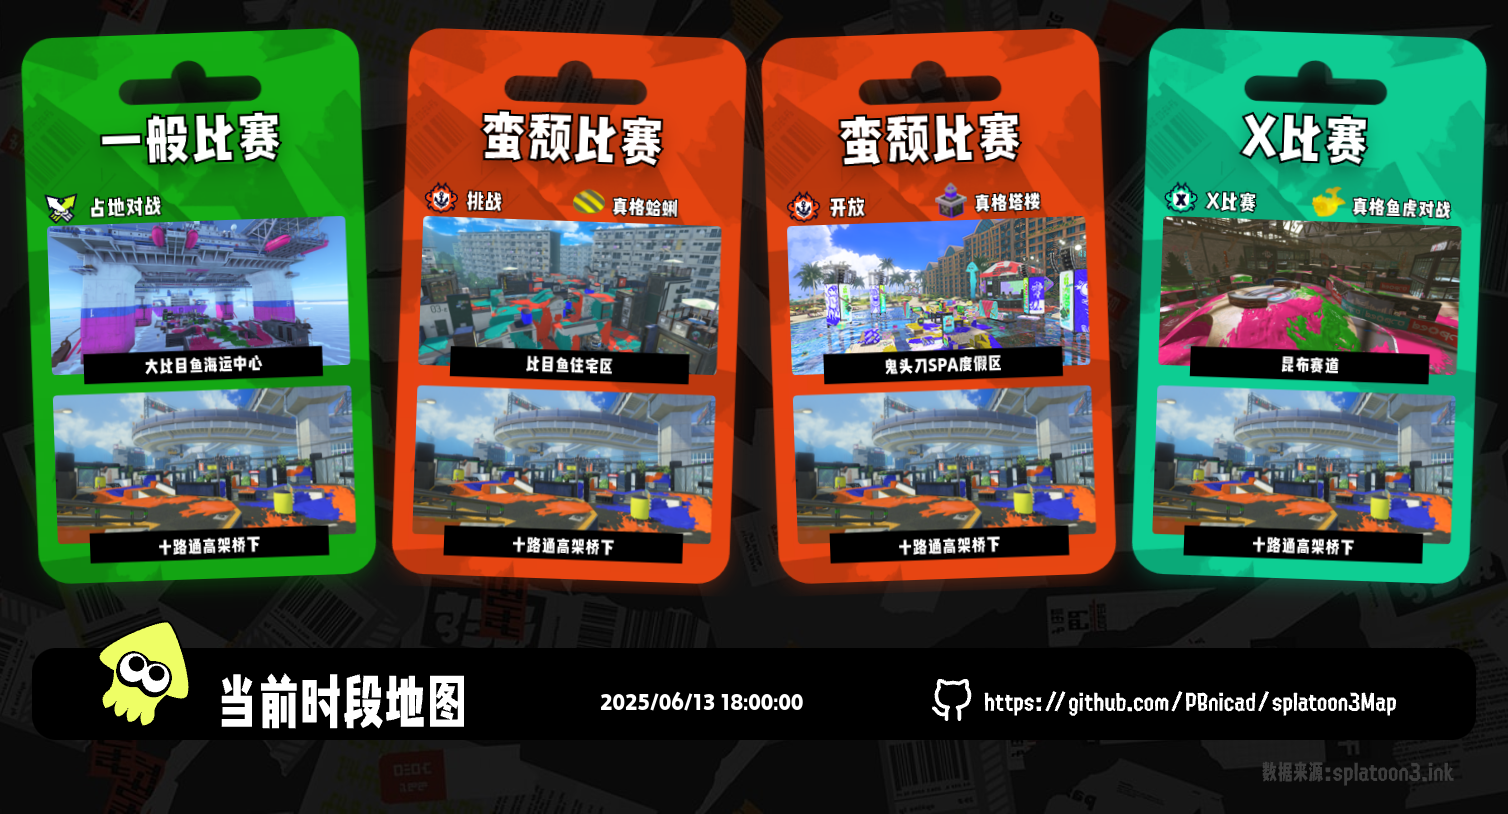 一般比赛
占地对战
大比目鱼海运中心
十路通高架桥下
蛮颓比赛
挑战
真格蛤蜊
比目鱼住宅区
十路通高架桥下
蛮颓比赛
开放
真格塔楼
鬼头刀SPA度假区
十路通高架桥下
X比赛
X比赛
真格鱼虎对战
昆布赛道
十路通高架桥下
当前时段地图
2025/06/13 18:00:00
https://github.com/PBnicad/splatoon3Map
数据来源:splatoon3.ink